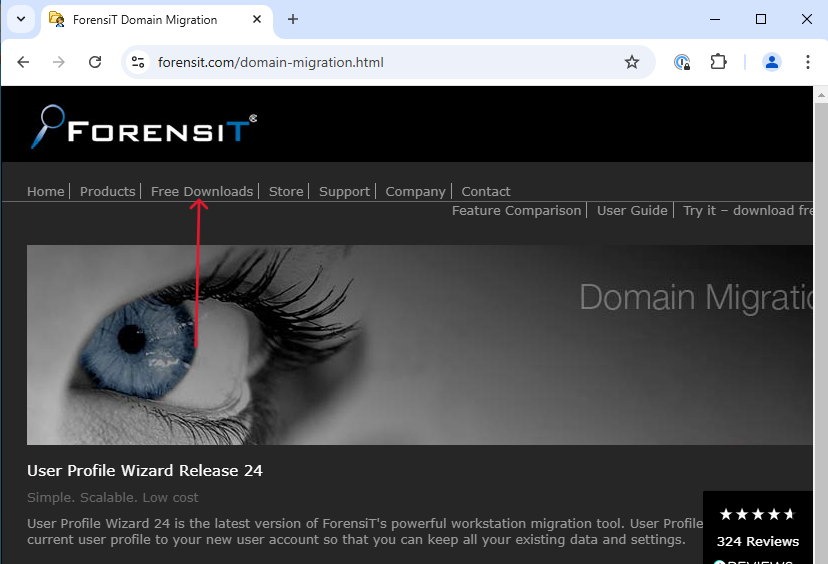 ForensiT Domain Migration
forensit.com/domain-migration.html
FORENSIT
Home Products Free Downloads Store Support Company Contact
Feature Comparison User Guide Try it – download fre
Domain Migratio
User Profile Wizard Release 24
Simple. Scalable. Low cost
User Profile Wizard 24 is the latest version of ForensiT's powerful workstation migration tool. User Profile
current user profile to your new user account so that you can keep all your existing data and settings.
324 Reviews
REVIEWS